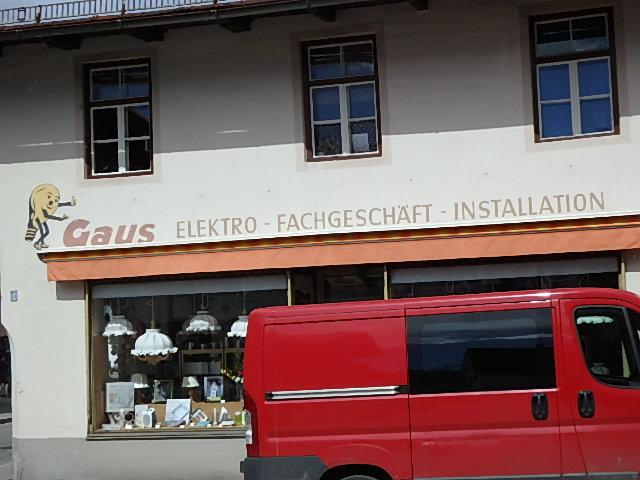 Gaus ELEKTRO - FACHGESCHÄFT - INSTALLATION